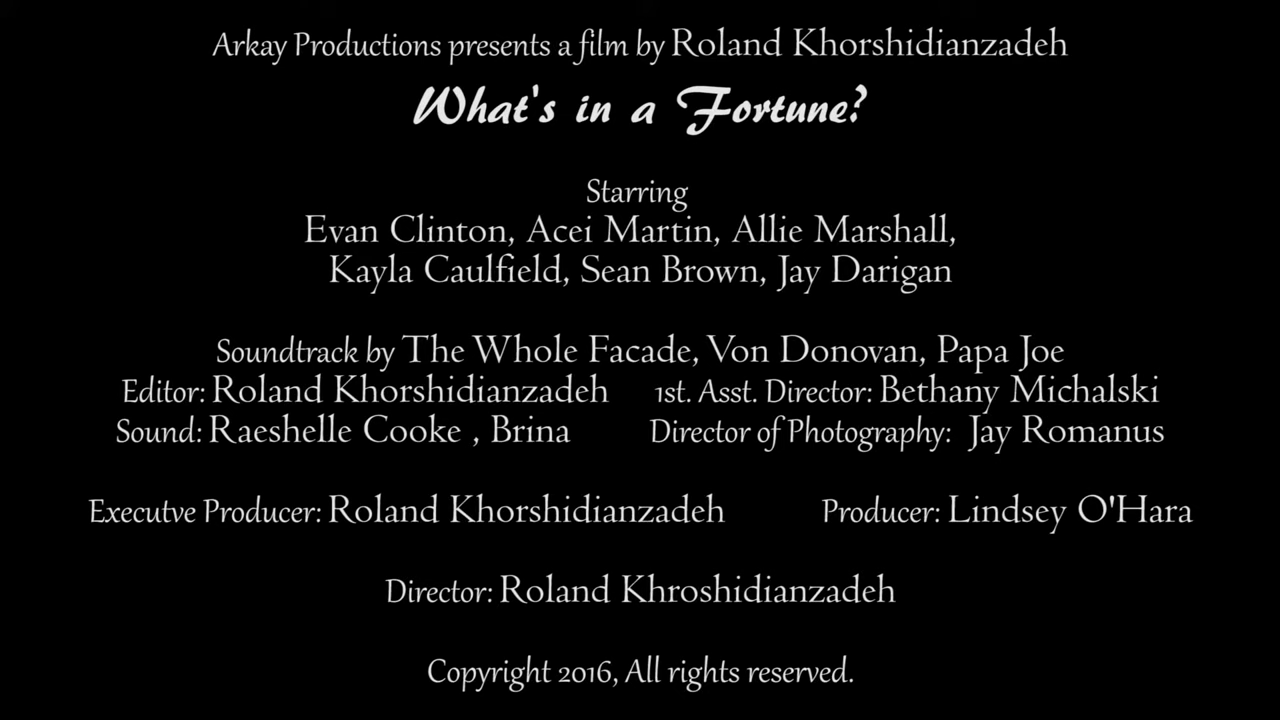 Arkay Productions presents a film by Roland Khorshidianzadeh
What's in a Fortune?
Starring
Evan Clinton, Acei Martin, Allie Marshall,
Kayla Caulfield, Sean Brown, Jay Darigan
Soundtrack by The Whole Facade, Von Donovan, Papa Joe
Editor: Roland Khorshidianzadeh 1st. Asst. Director: Bethany Michalski
Sound: Raeshelle Cooke , Brina Director of Photography: Jay Romanus
Executve Producer: Roland Khorshidianzadeh Producer: Lindsey O'Hara
Director: Roland Khroshidianzadeh
Copyright 2016, All rights reserved.